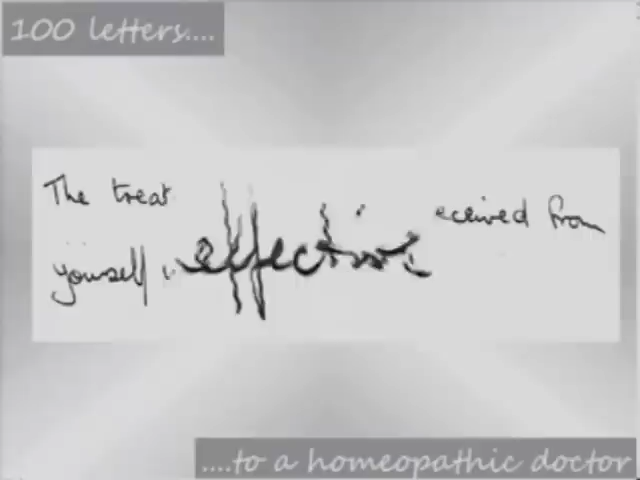 100 letters....
The treat eceived from
yourself effective
....to a homeopathic doctor